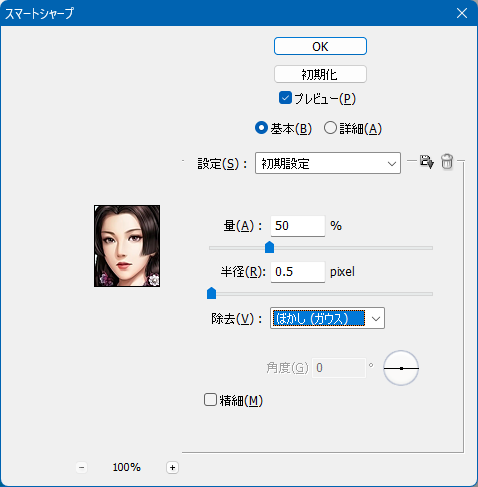 スマートシャープ
OK
初期化
プレビュー(P)
基本(B) 詳細(A)
設定(S)： 初期設定
量(A)： 50 %
半径(R): 0.5 pixel
除去(V)： ぼかし (ガウス)
角度(G) 0 °
精細(M)
100%